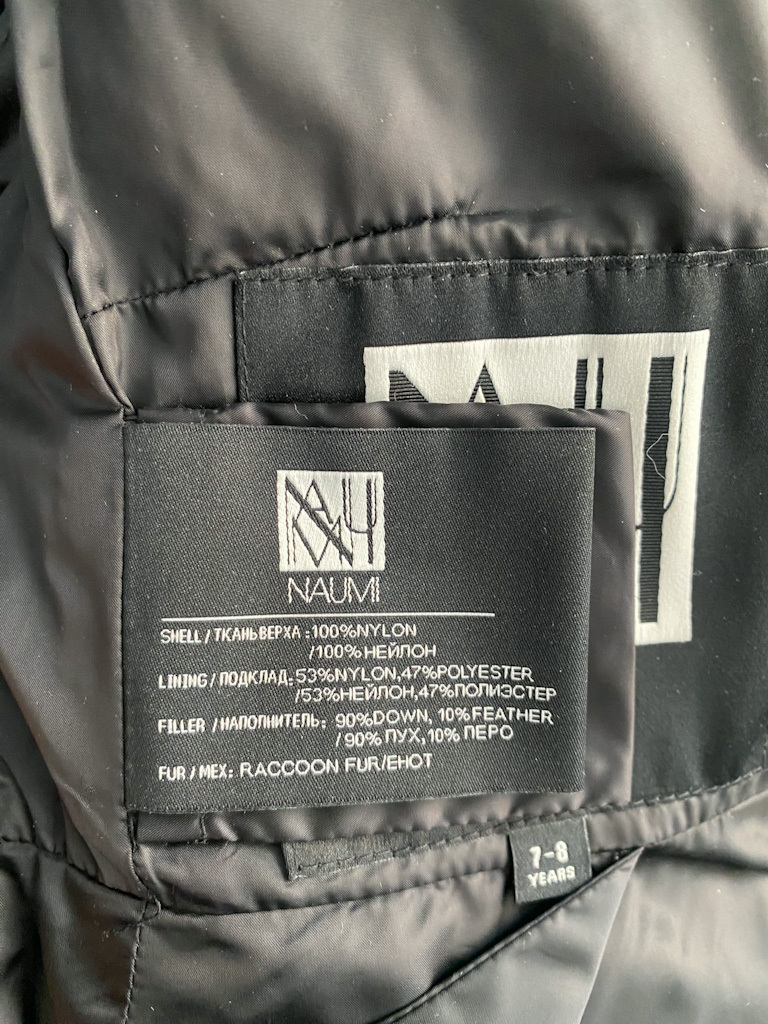 NAUMI
NAUMI
SHELL / ТКАНЬ ВЕРХА : 100%NYLON
/100% НЕЙЛОН
LINING / ПОДКЛАД: 53%NYLON, 47%POLYESTER
/53%НЕЙЛОН, 47%ПОЛИЭСТЕР
FILLER / НАПОЛНИТЕЛЬ: 90%DOWN, 10%FEATHER
/ 90% ПУХ, 10% ПЕРО
FUR / МЕХ: RACCOON FUR/ЕНОТ
7-8
YEARS